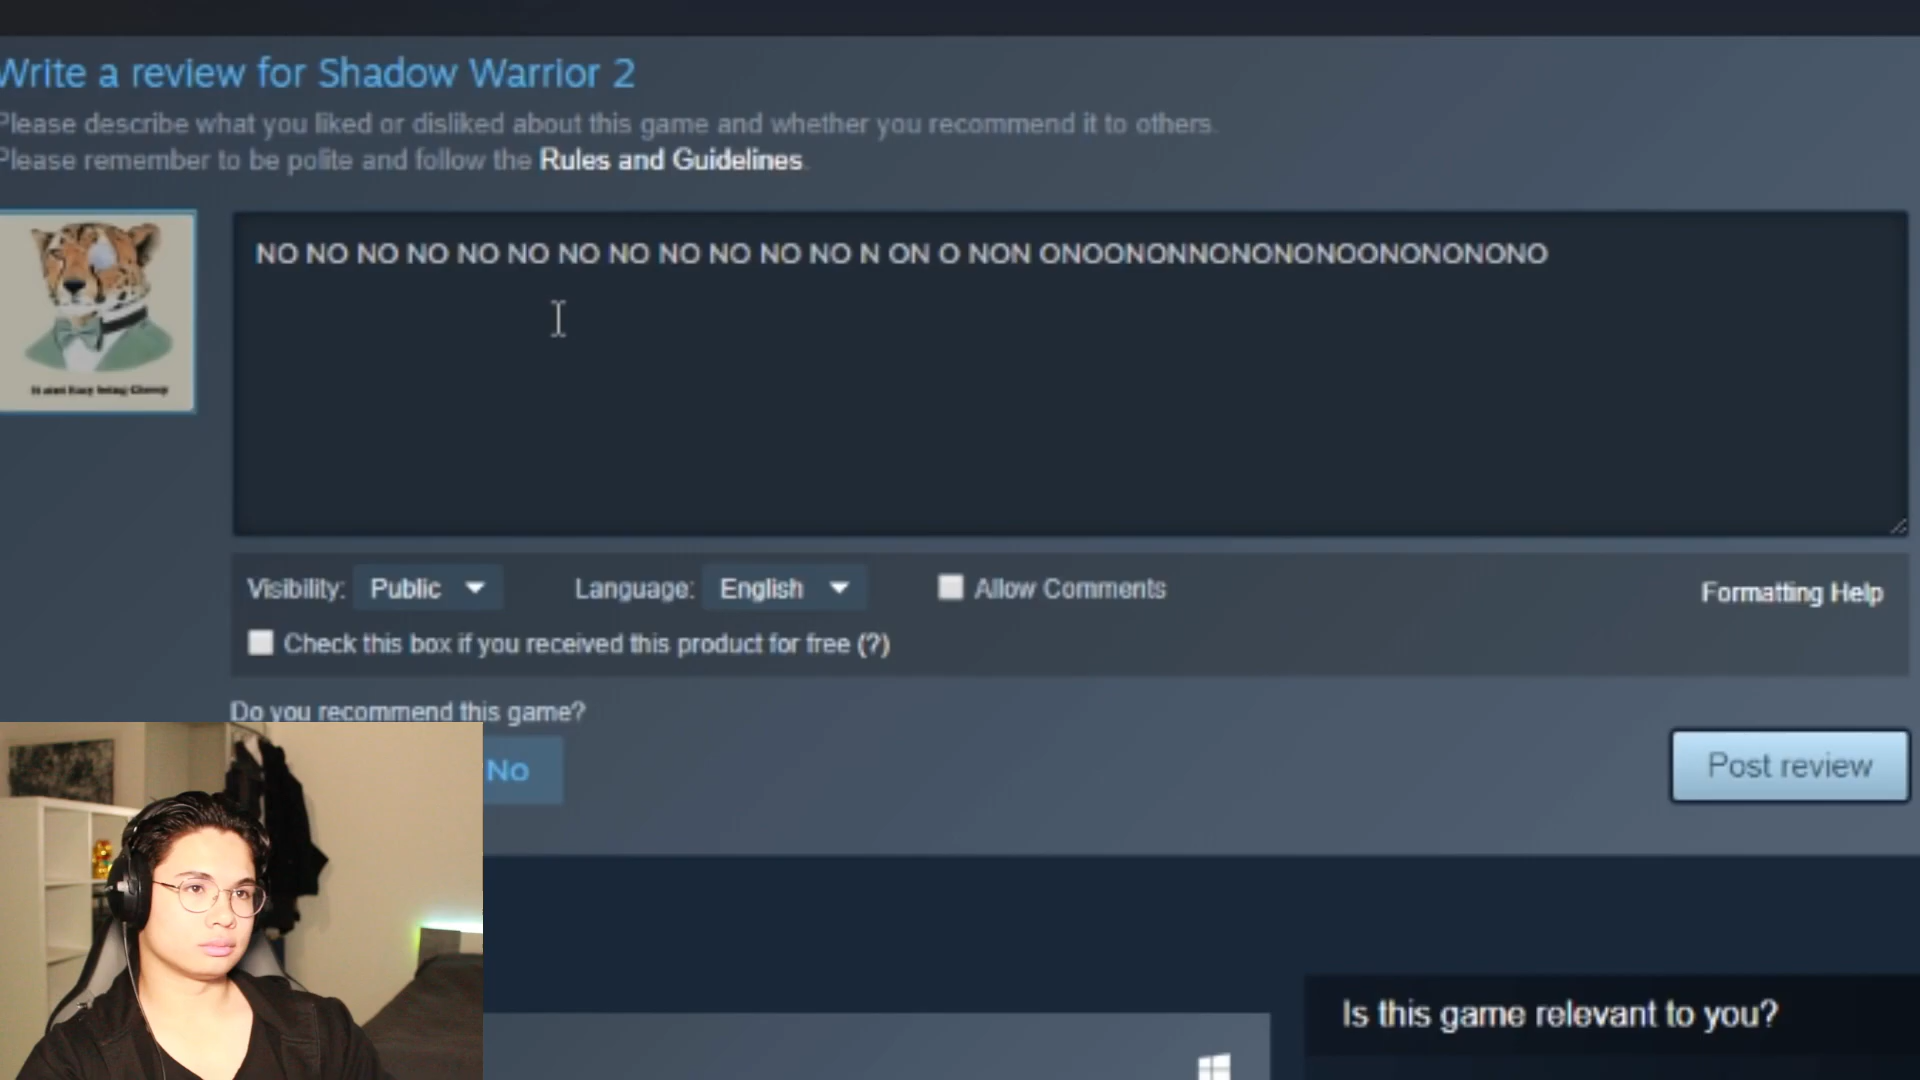 Write a review for Shadow Warrior 2
Please describe what you liked or disliked about this game and whether you recommend it to others.
Please remember to be polite and follow the Rules and Guidelines.
NO NO NO NO NO NO NO NO NO NO NO NO N ON O NON ONOONONNONONONOONONONONO
Visibility: Public Language: English Allow Comments Formatting Help
Check this box if you received this product for free (?)
Do you recommend this game?
No
Post review
Is this game relevant to you?